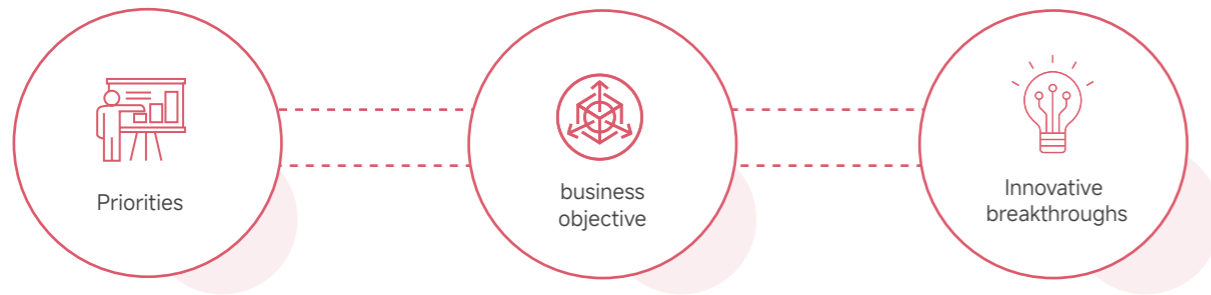 Priorities
business
objective
Innovative
breakthroughs